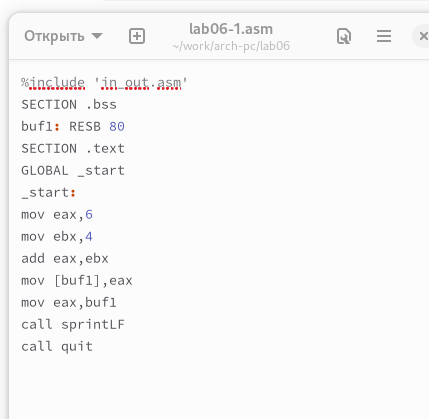 Открыть
lab06-1.asm
~/work/arch-pc/lab06
%include 'in_out.asm'
SECTION .bss
buf1: RESB 80
SECTION .text
GLOBAL _start
_start:
mov eax,6
mov ebx,4
add eax,ebx
mov [buf1],eax
mov eax,buf1
call sprintLF
call quit